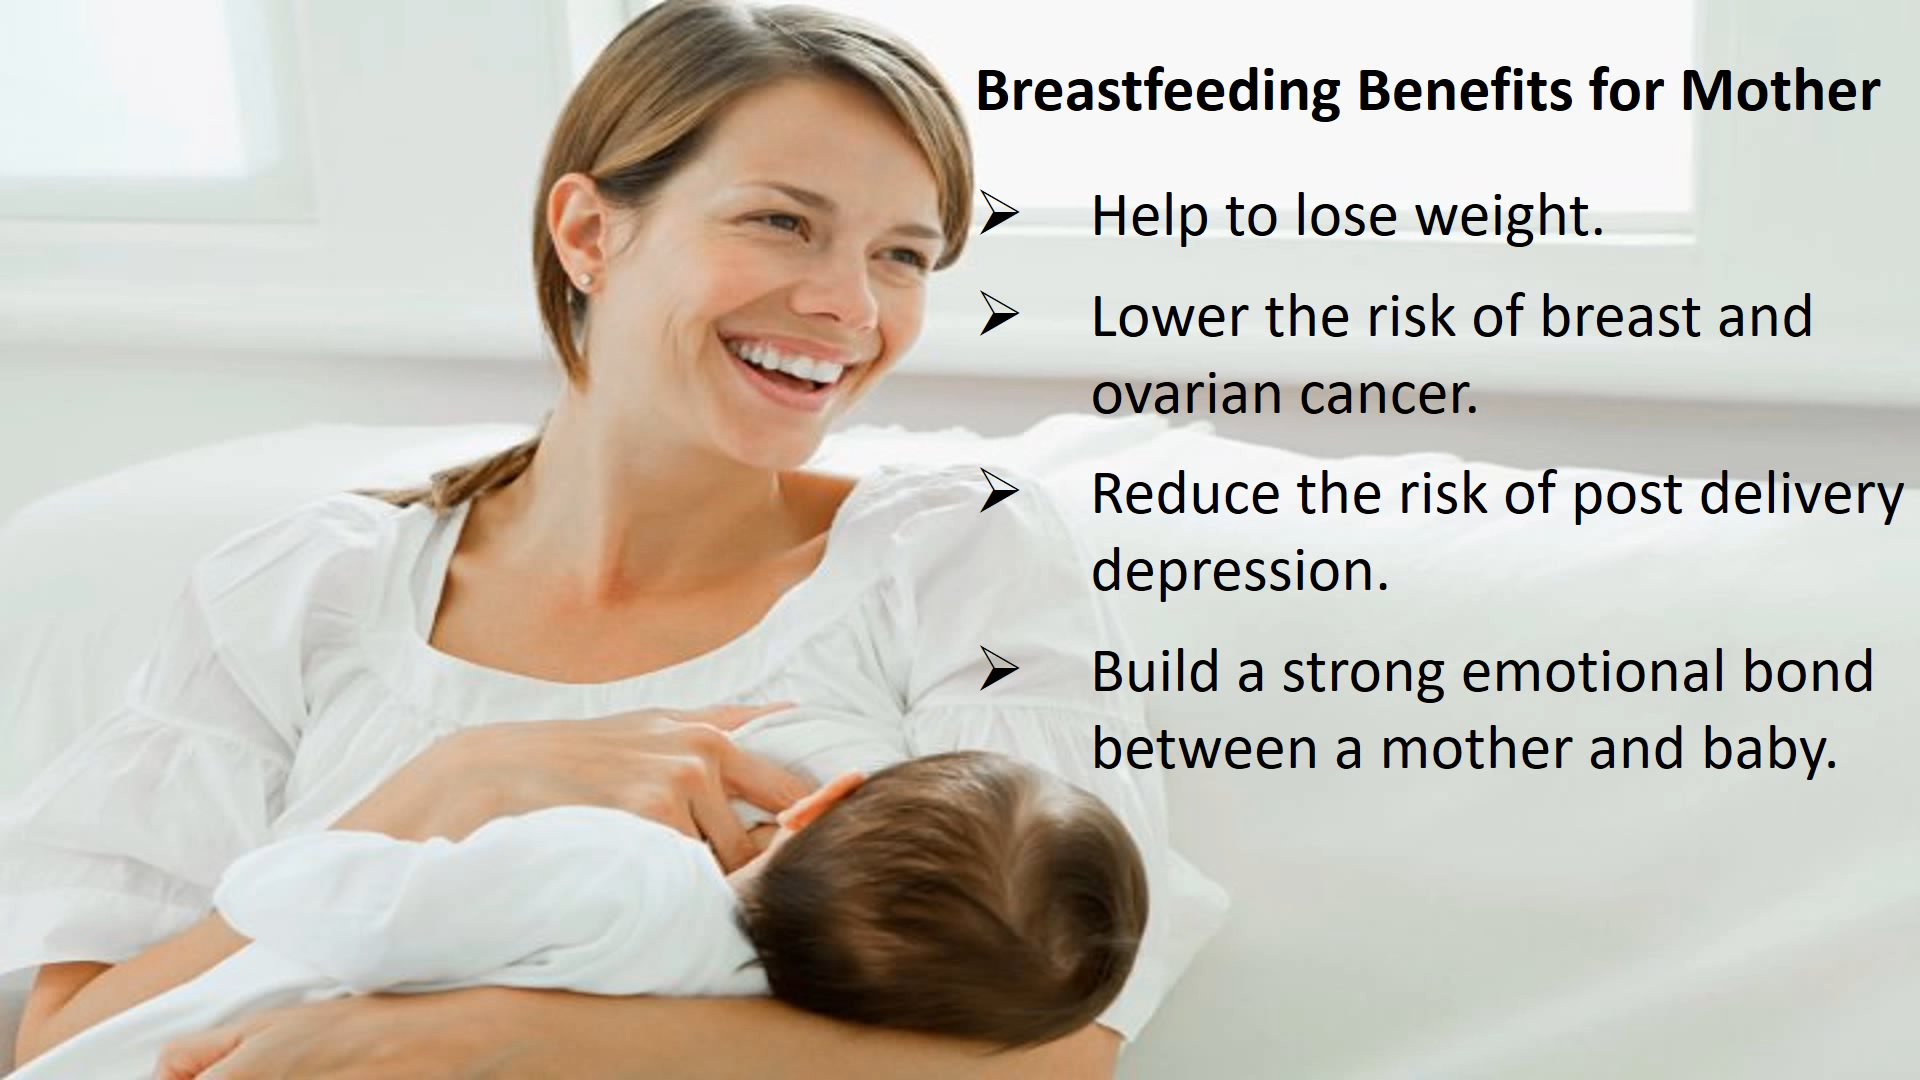 Breastfeeding Benefits for Mother
Help to lose weight.
Lower the risk of breast and
ovarian cancer.
Reduce the risk of post delivery
depression.
Build a strong emotional bond
between a mother and baby.